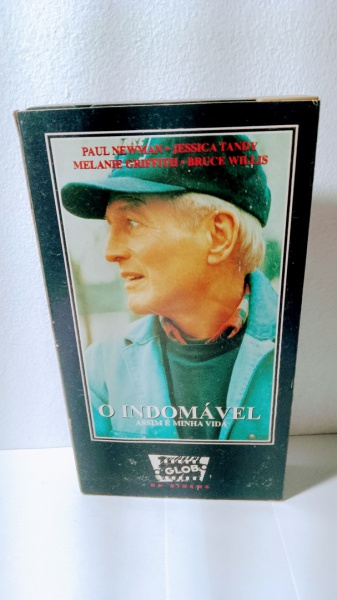 PAUL NEWMAN • JESSICA TANDY
MELANIE GRIFFITH • BRUCE WILLIS
O INDOMÁVEL
ASSIM É MINHA VIDA
GLOBO